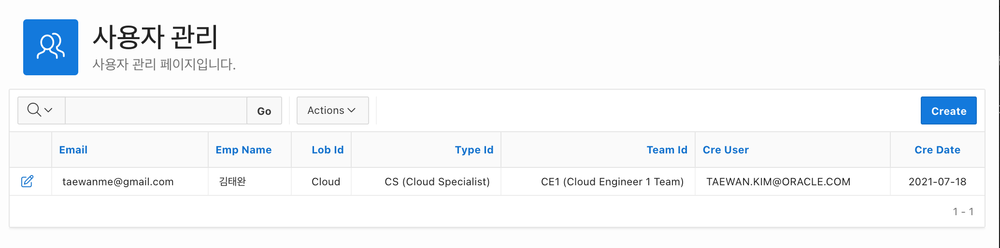 사용자 관리
사용자 관리 페이지입니다.
Go Actions Create
Email Emp Name Lob Id Type Id Team Id Cre User Cre Date
taewanme@gmail.com 김태완 Cloud CS (Cloud Specialist) CE1 (Cloud Engineer 1 Team) TAEWAN.KIM@ORACLE.COM 2021-07-18
1 - 1